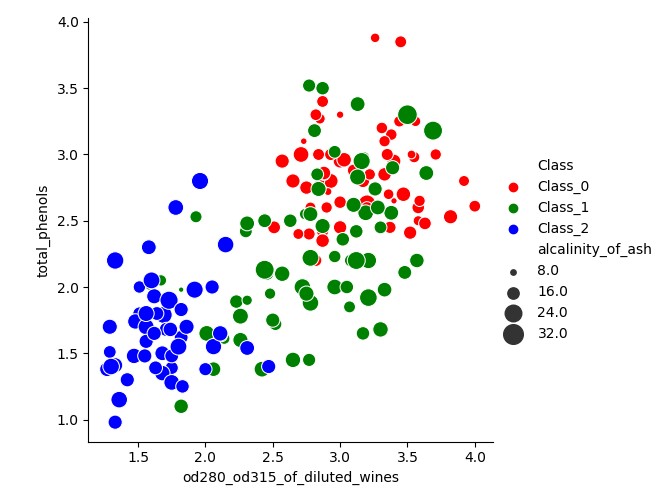 4.0
3.5
3.0
2.5
2.0
1.5
1.0
total_phenols
1.5
2.0
2.5
3.0
3.5
4.0
od280_od315_of_diluted_wines
Class
Class_0
Class_1
Class_2
alcalinity_of_ash
8.0
16.0
24.0
32.0